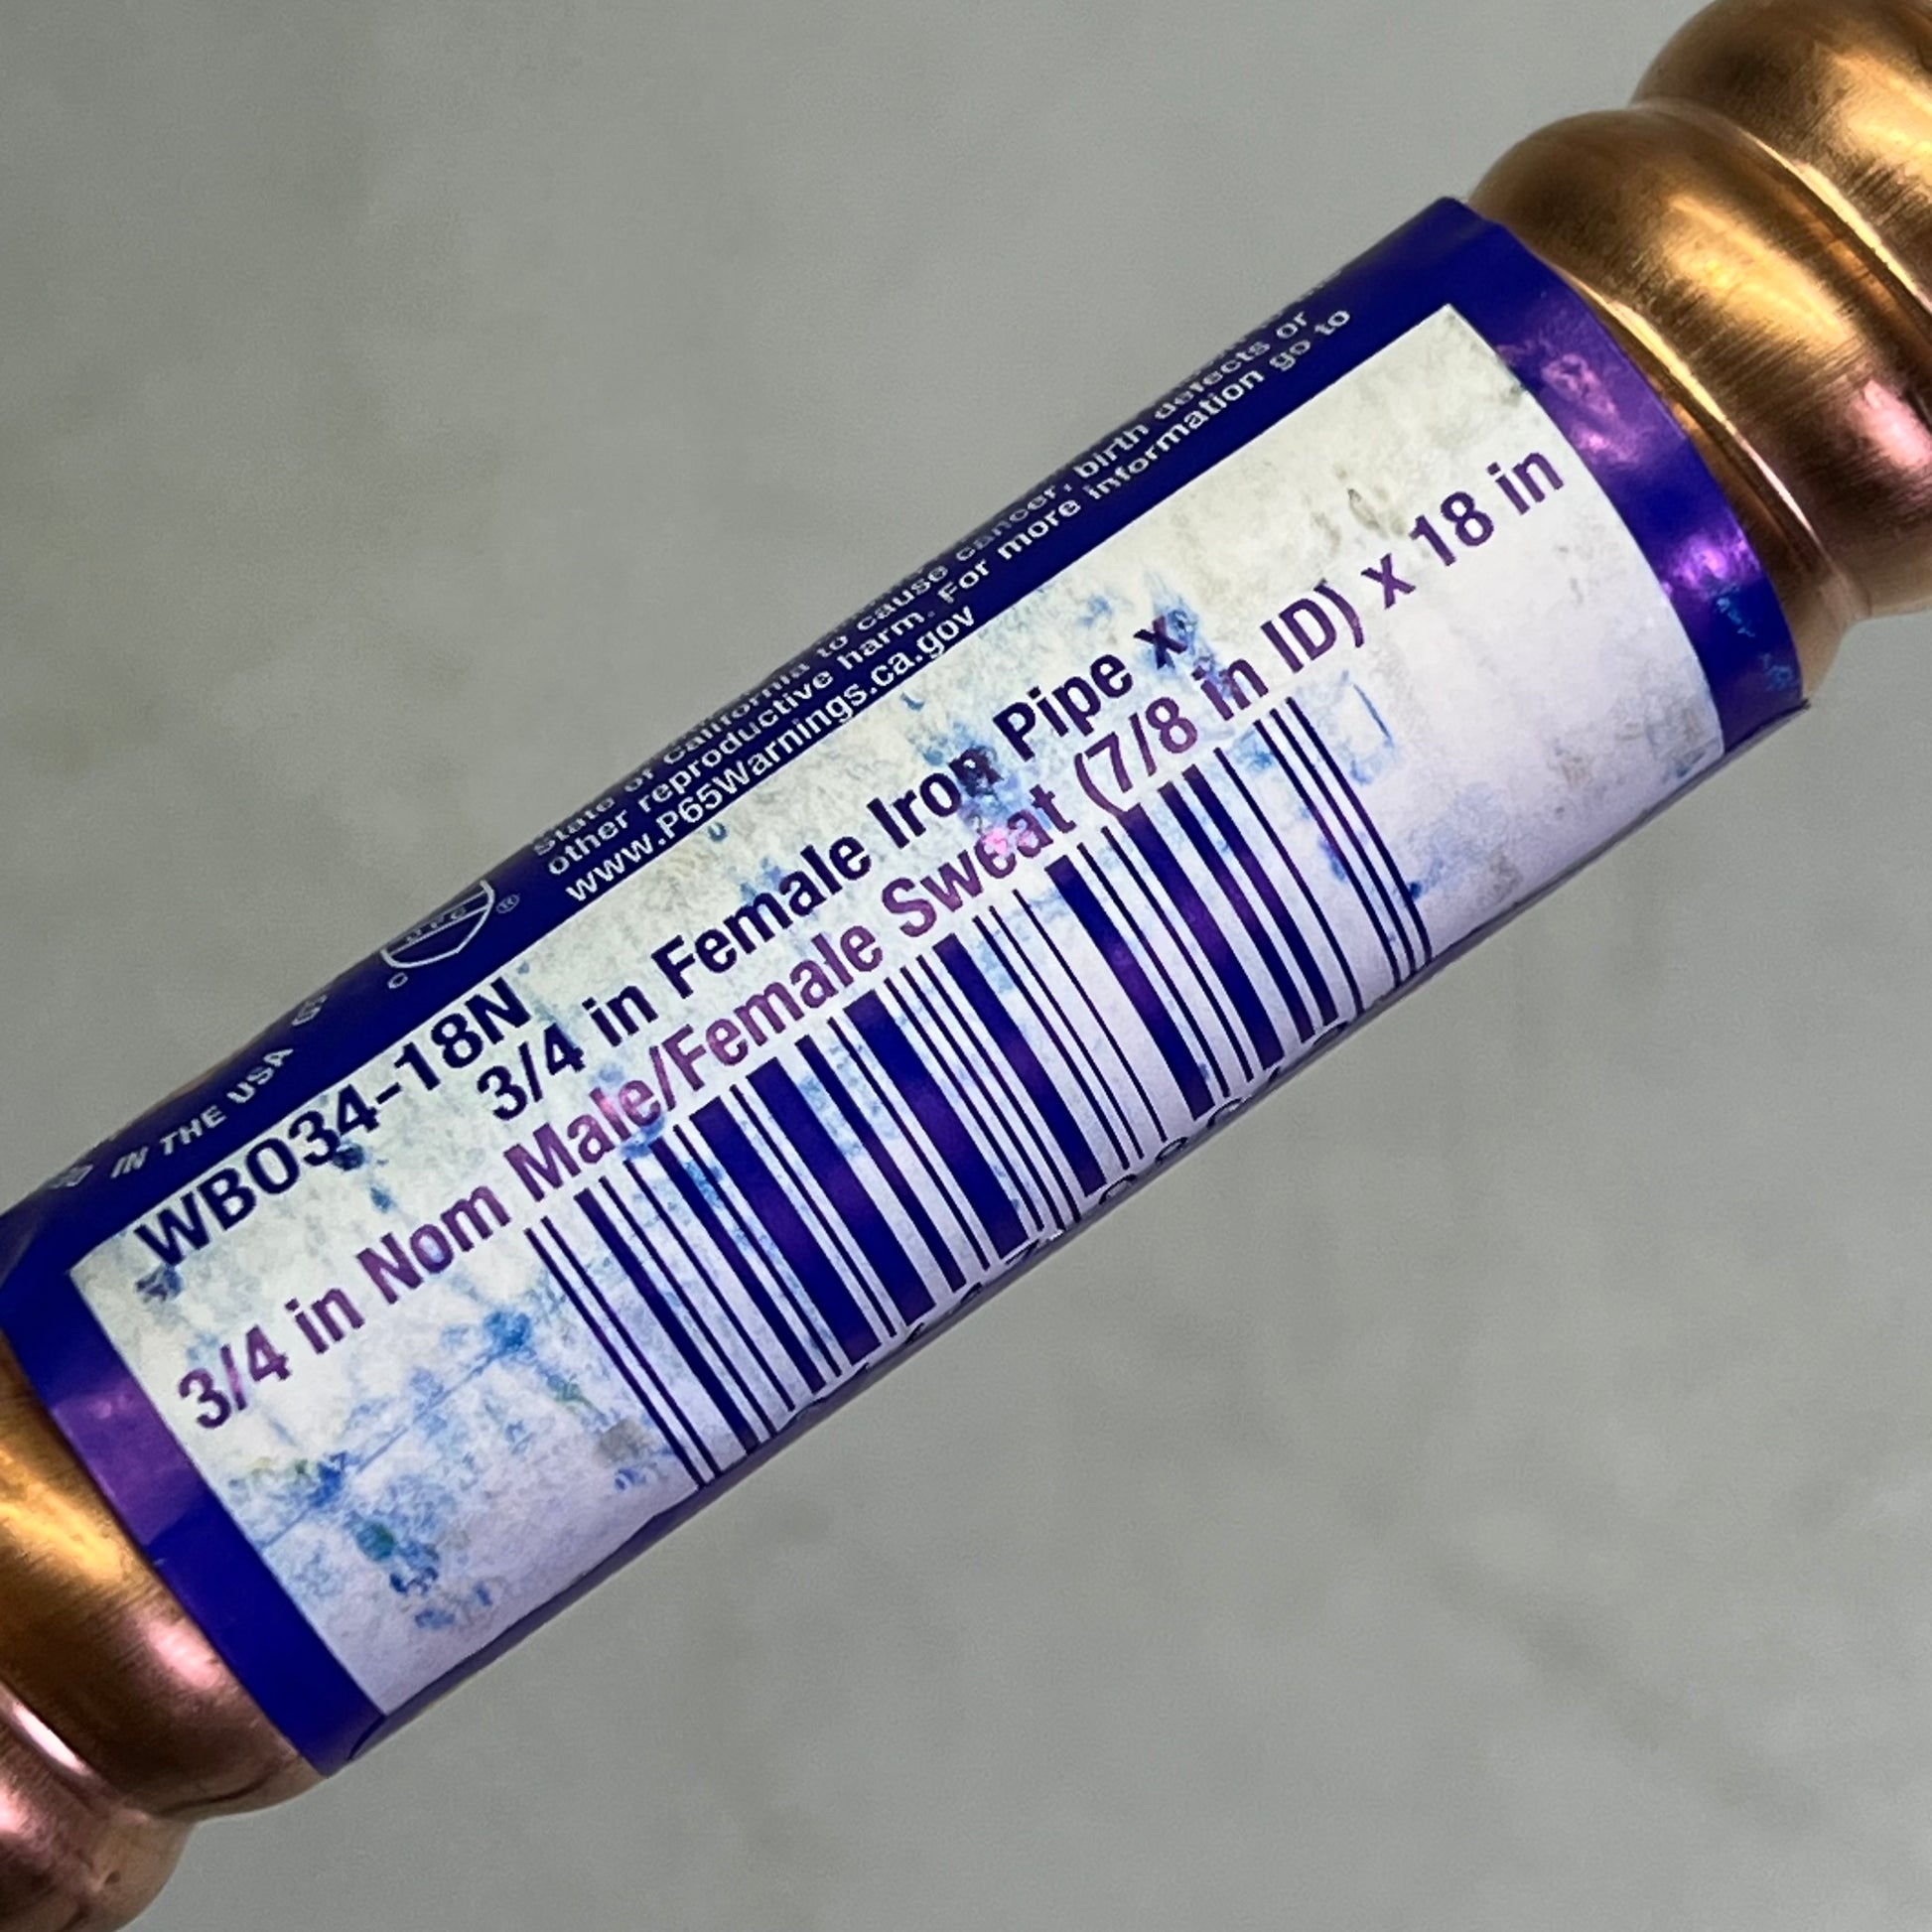 State of California to cause cancer, birth defects or
other reproductive harm. For more information go to
www.P65Warnings.ca.gov
®
IN THE USA
WB034-18N
3/4 in Female Iron Pipe x
3/4 in Nom Male/Female Sweat (7/8 in ID) x 18 in